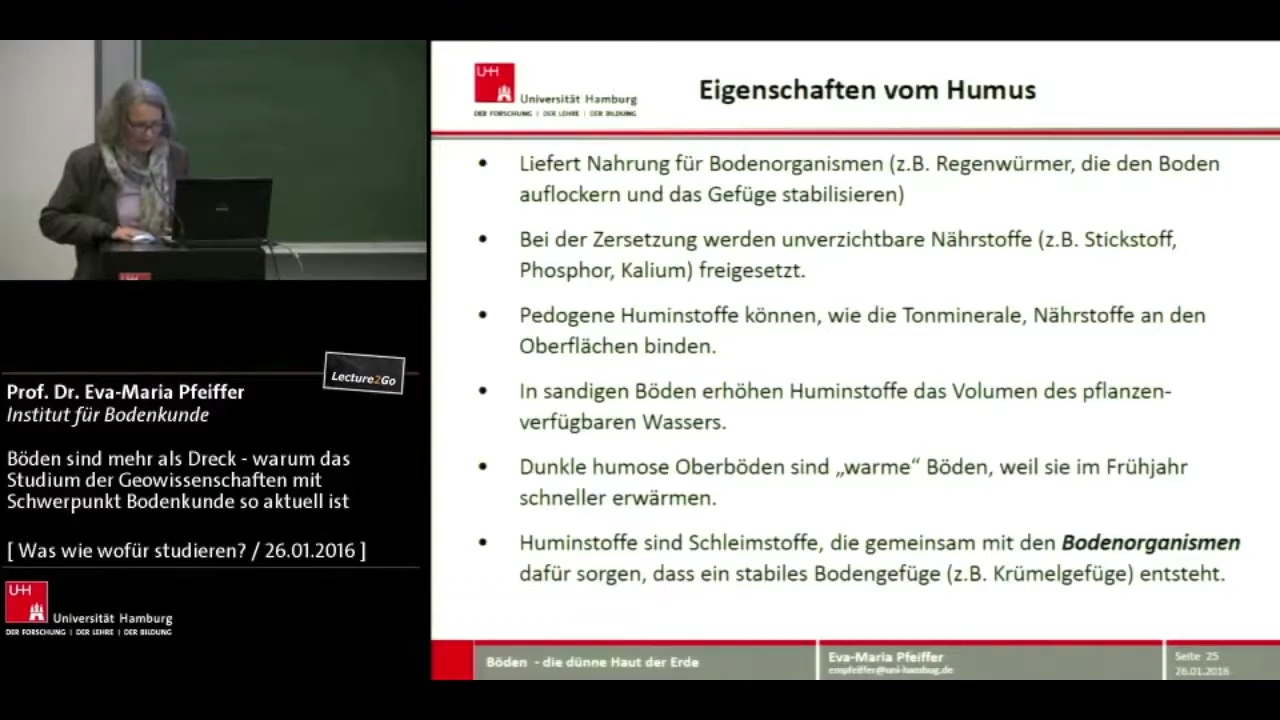 UHH
Universität Hamburg
DER FORSCHUNG | DER LEHRE | DER BILDUNG
Eigenschaften vom Humus
• Liefert Nahrung für Bodenorganismen (z.B. Regenwürmer, die den Boden
auflockern und das Gefüge stabilisieren)
• Bei der Zersetzung werden unverzichtbare Nährstoffe (z.B. Stickstoff,
Phosphor, Kalium) freigesetzt.
• Pedogene Huminstoffe können, wie die Tonminerale, Nährstoffe an den
Oberflächen binden.
• In sandigen Böden erhöhen Huminstoffe das Volumen des pflanzen-
verfügbaren Wassers.
• Dunkle humose Oberböden sind „warme“ Böden, weil sie im Frühjahr
schneller erwärmen.
• Huminstoffe sind Schleimstoffe, die gemeinsam mit den Bodenorganismen
dafür sorgen, dass ein stabiles Bodengefüge (z.B. Krümelgefüge) entsteht.
Böden - die dünne Haut der Erde
Eva-Maria Pfeiffer
empfeiffer@uni-hambug.de
Seite 25
26.01.2016
Lecture2Go
Prof. Dr. Eva-Maria Pfeiffer
Institut für Bodenkunde
Böden sind mehr als Dreck - warum das
Studium der Geowissenschaften mit
Schwerpunkt Bodenkunde so aktuell ist
[ Was wie wofür studieren? / 26.01.2016 ]
UHH
Universität Hamburg
DER FORSCHUNG | DER LEHRE | DER BILDUNG